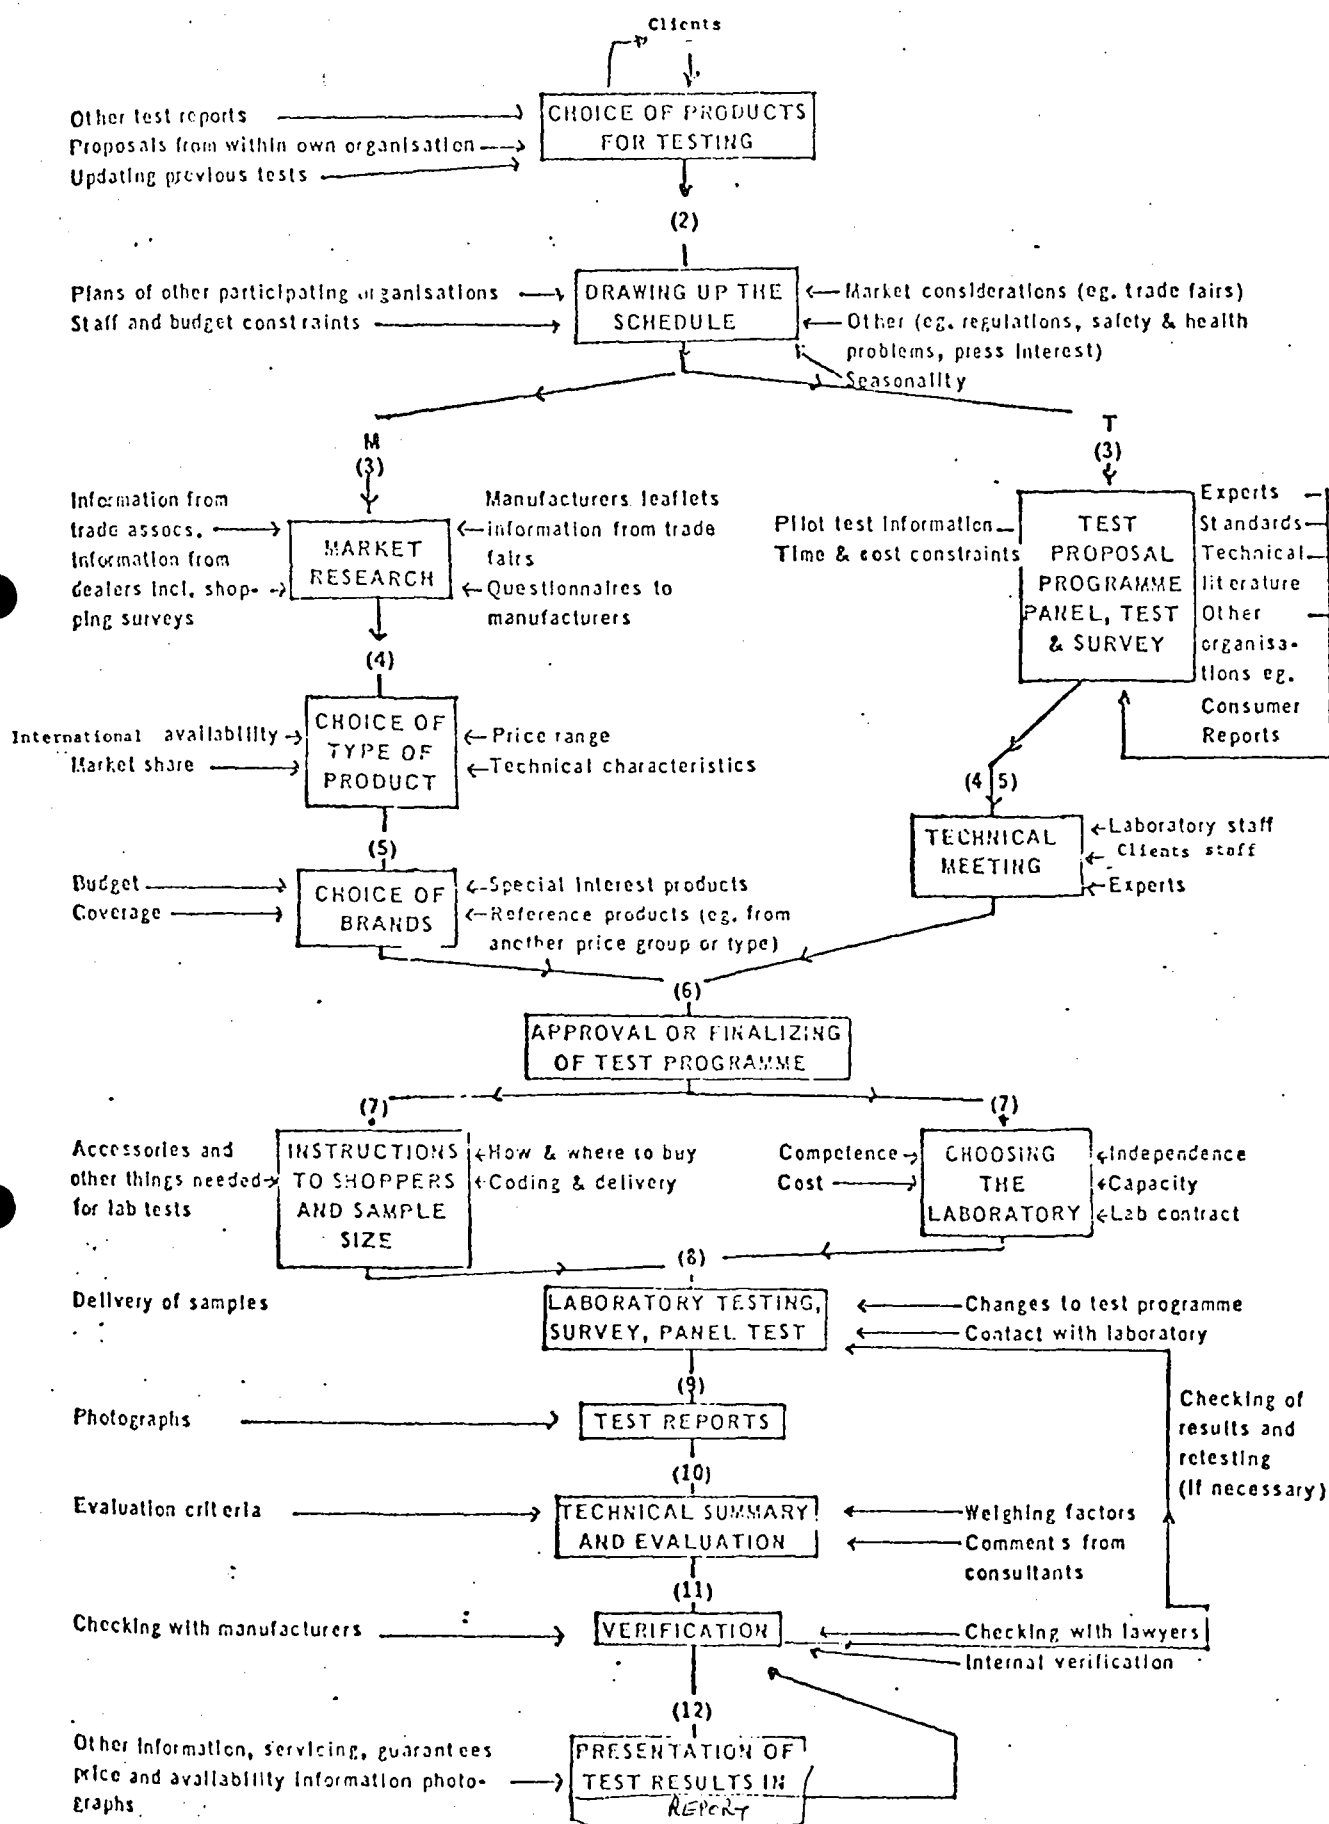 Clients
Other test reports
Proposals from within own organisation
Updating previous tests
CHOICE OF PRODUCTS
FOR TESTING
(2)
Plans of other participating organisations
Staff and budget constraints
DRAWING UP THE
SCHEDULE
Market considerations (eg. trade fairs)
Other (eg. regulations, safety & health
problems, press interest)
Seasonality
M
(3)
T
(3)
Information from
trade assocs.
Information from
dealers incl. shop-
ping surveys
MARKET
RESEARCH
Manufacturers leaflets
information from trade
fairs
Questionnaires to
manufacturers
Pilot test information
Time & cost constraints
TEST
PROPOSAL
PROGRAMME
PANEL, TEST
& SURVEY
Experts
Standards
Technical
literature
Other
organisa-
tions eg.
Consumer
Reports
(4)
International availability
Market share
CHOICE OF
TYPE OF
PRODUCT
Price range
Technical characteristics
(4 5)
TECHNICAL
MEETING
Laboratory staff
Clients staff
Experts
(5)
Budget
Coverage
CHOICE OF
BRANDS
Special interest products
Reference products (eg. from
another price group or type)
(6)
APPROVAL OR FINALIZING
OF TEST PROGRAMME
(7)
(7)
Accessories and
other things needed
for lab tests
INSTRUCTIONS
TO SHOPPERS
AND SAMPLE
SIZE
How & where to buy
Coding & delivery
Competence
Cost
CHOOSING
THE
LABORATORY
Independence
Capacity
Lab contract
(8)
Delivery of samples
LABORATORY TESTING,
SURVEY, PANEL TEST
Changes to test programme
Contact with laboratory
(9)
Photographs
TEST REPORTS
Checking of
results and
retesting
(If necessary)
(10)
Evaluation criteria
TECHNICAL SUMMARY
AND EVALUATION
Weighing factors
Comments from
consultants
(11)
Checking with manufacturers
VERIFICATION
Checking with lawyers
Internal verification
(12)
Other information, servicing, guarantees
price and availability information photo-
graphs
PRESENTATION OF
TEST RESULTS IN
REPORT